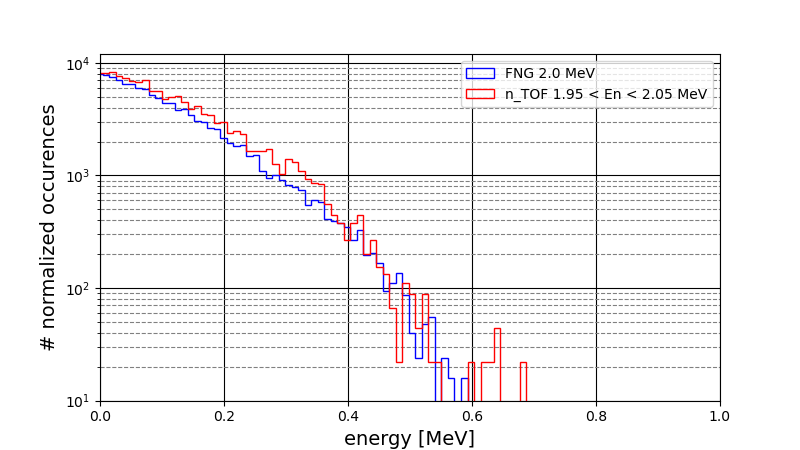 FNG 2.0 MeV
n_TOF 1.95 < En < 2.05 MeV
# normalized occurences
10⁴
10³
10²
10¹
0.0 0.2 0.4 0.6 0.8 1.0
energy [MeV]